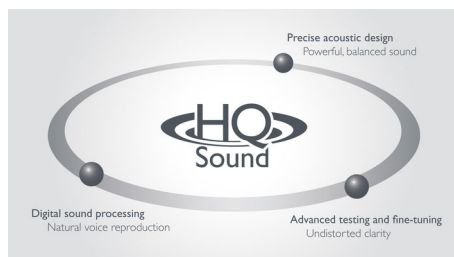 Precise acoustic design
Powerful, balanced sound
HQ
Sound
Digital sound processing
Natural voice reproduction
Advanced testing and fine-tuning
Undistorted clarity